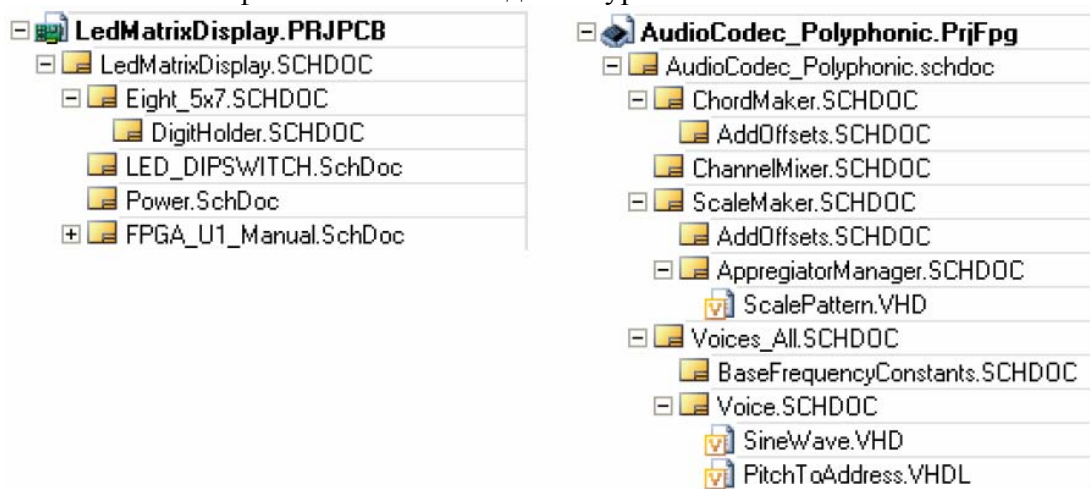 LedMatrixDisplay.PRJPCB
LedMatrixDisplay.SCHDOC
Eight_5x7.SCHDOC
DigitHolder.SCHDOC
LED_DIPSWITCH.SchDoc
Power.SchDoc
FPGA_U1_Manual.SchDoc
AudioCodec_Polyphonic.PrjFpg
AudioCodec_Polyphonic.schdoc
ChordMaker.SCHDOC
AddOffsets.SCHDOC
ChannelMixer.SCHDOC
ScaleMaker.SCHDOC
AddOffsets.SCHDOC
AppregiatorManager.SCHDOC
ScalePattern.VHD
Voices_All.SCHDOC
BaseFrequencyConstants.SCHDOC
Voice.SCHDOC
SineWave.VHD
PitchToAddress.VHDL